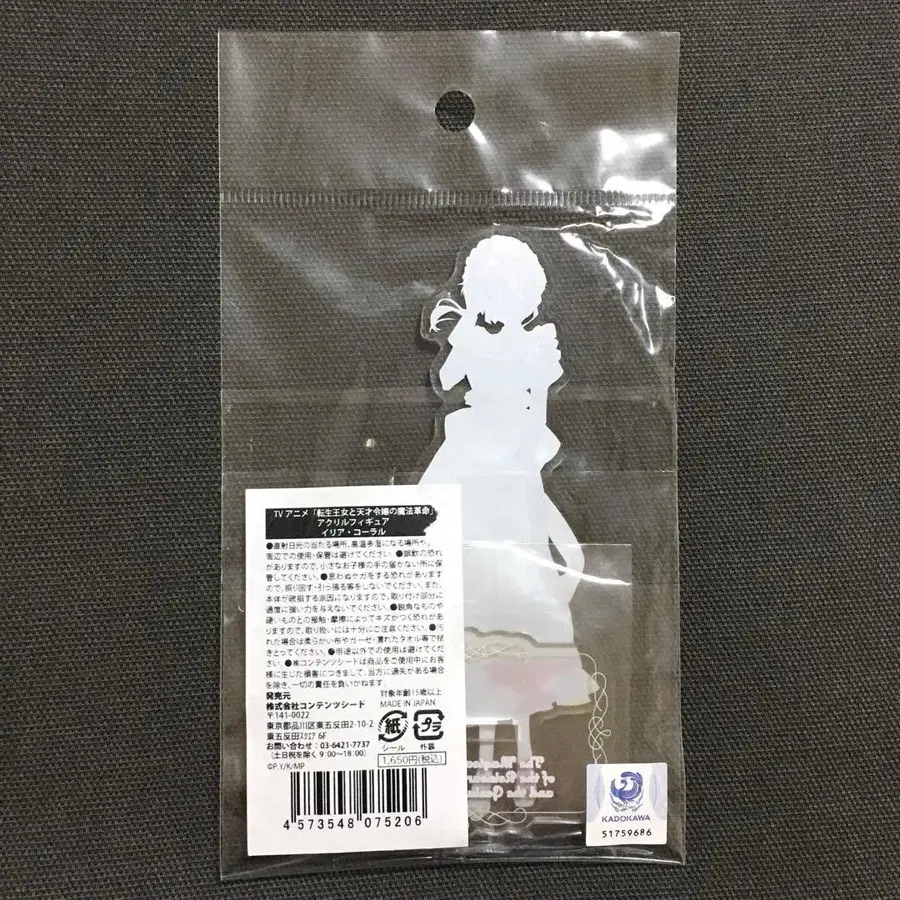 TVアニメ「転生王女と天才令嬢の魔法革命」
アクリルフィギュア
イリア・コーラル
●直射日光の当たる場所、高温多湿になる場所や、
周辺での使用・保管は避けてください。●誤飲の恐れ
がありますので、小さなお子様の手の届かない所に保
管してください。●思わぬケガをする恐れがあります
ので、振り回す・引っ張る等をしないでください。また、
本体が破損する原因になりますので、取り付け部分に
過度に強い力を与えないでください。●鋭角なものや
硬いものとの接触・摩擦によってキズがつく恐れがあ
りますので、取り扱いには十分にご注意ください。●汚
れた場合は柔らかい布やガーゼ・濡れたタオル等で拭
きとってください。●用途以外での使用は避けてくだ
さい。●㈱コンテンツシードは商品をご使用中にお客
様に生じた損害につきまして、当方に過失がある場合
を除き、一切の責任を負いかねます。
発売元
株式会社コンテンツシード
〒141-0022
東京都品川区東五反田2-10-2
東五反田ｽｸｴｱ 6F
お問い合わせ：03-6421-7737
（土日祝を除く9:00〜18:00）
©P.Y/K/MP
対象年齢15歳以上
MADE IN JAPAN
紙 プラ
シール 外装
1,650円(税込)
4 573548 075206
The Magical
of the Reincar
and the Genius
KADOKAWA
51759686